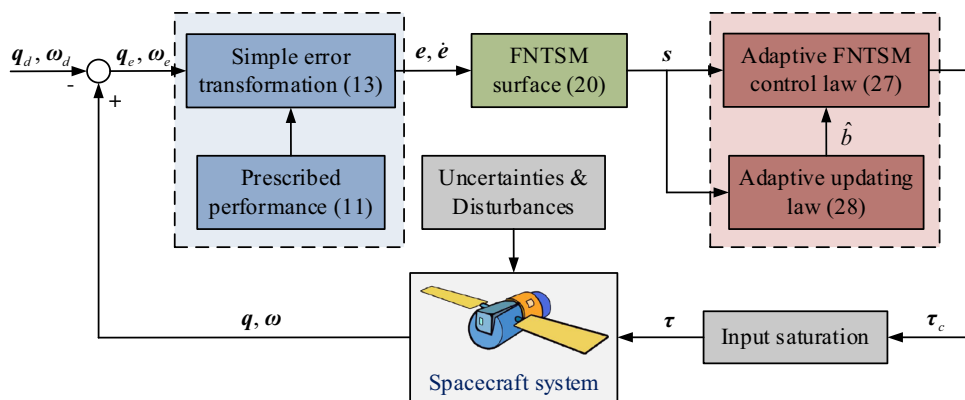 q_d, ω_d
-
+
q_e, ω_e
Simple error
transformation (13)
Prescribed
performance (11)
e, ė
FNTSM
surface (20)
s
Adaptive FNTSM
control law (27)
b̂
Adaptive updating
law (28)
Uncertainties &
Disturbances
q, ω
Spacecraft system
τ
Input saturation
τ_c